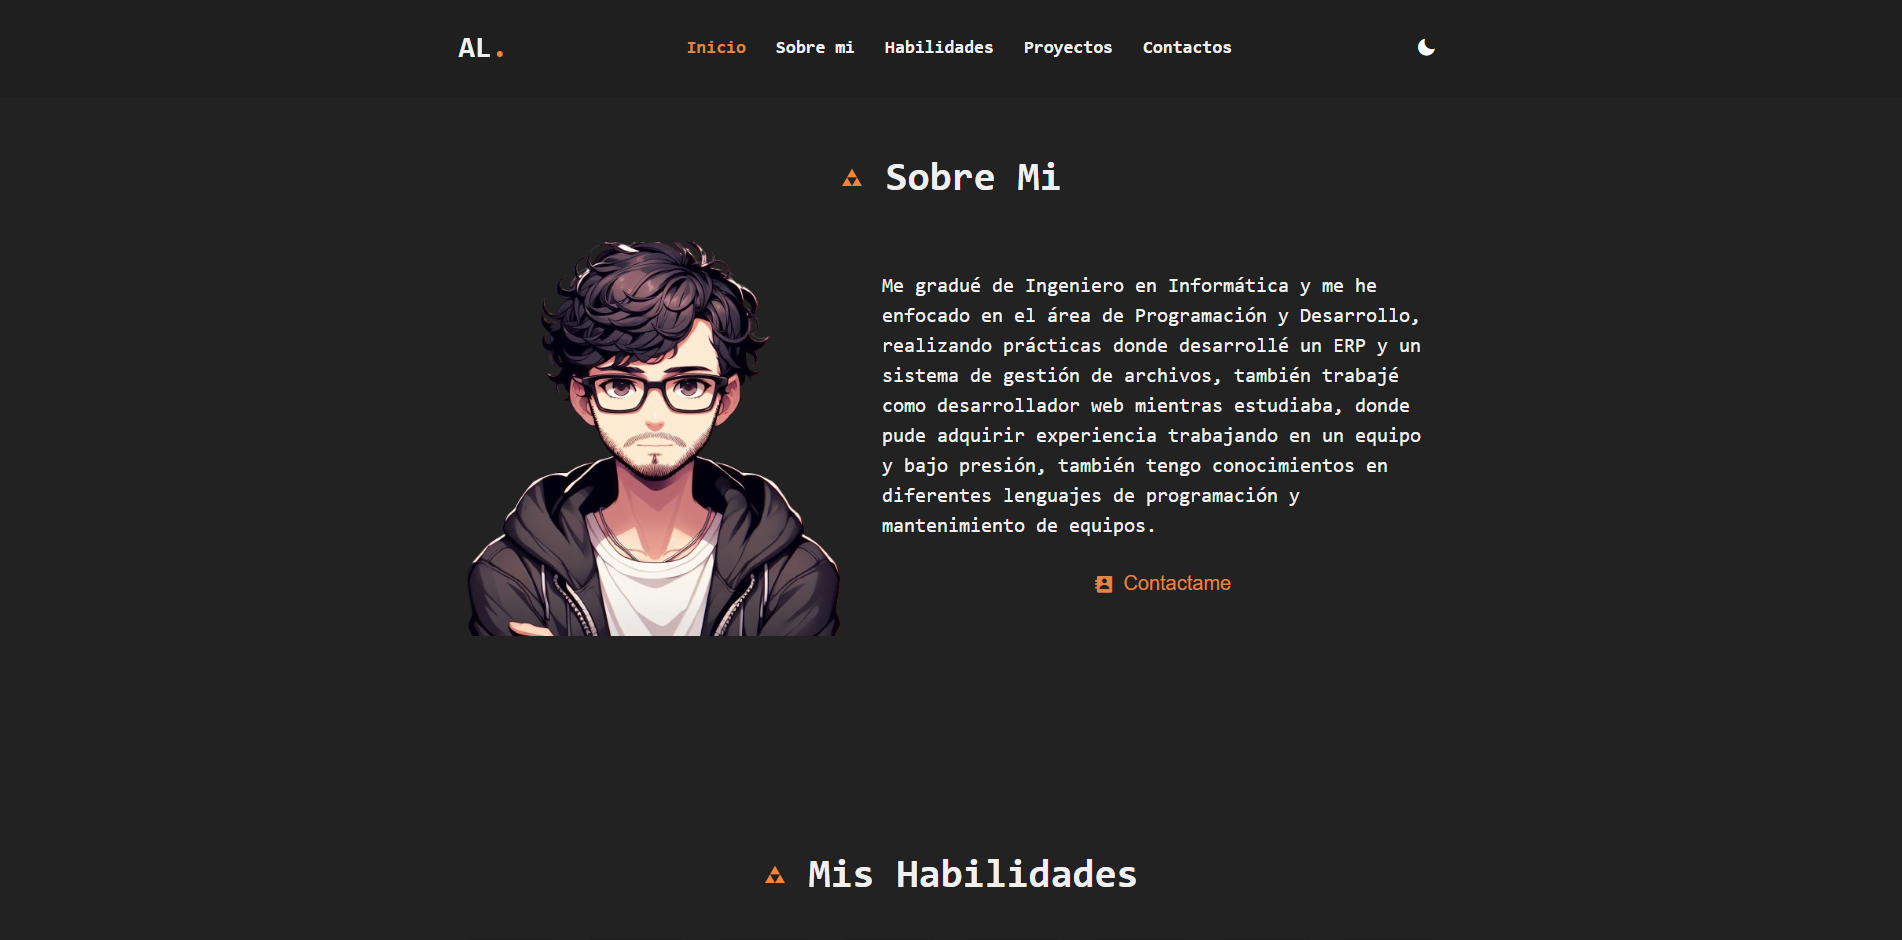 AL.
Inicio Sobre mi Habilidades Proyectos Contactos
Sobre Mi
Me gradué de Ingeniero en Informática y me he
enfocado en el área de Programación y Desarrollo,
realizando prácticas donde desarrollé un ERP y un
sistema de gestión de archivos, también trabajé
como desarrollador web mientras estudiaba, donde
pude adquirir experiencia trabajando en un equipo
y bajo presión, también tengo conocimientos en
diferentes lenguajes de programación y
mantenimiento de equipos.
Contactame
Mis Habilidades